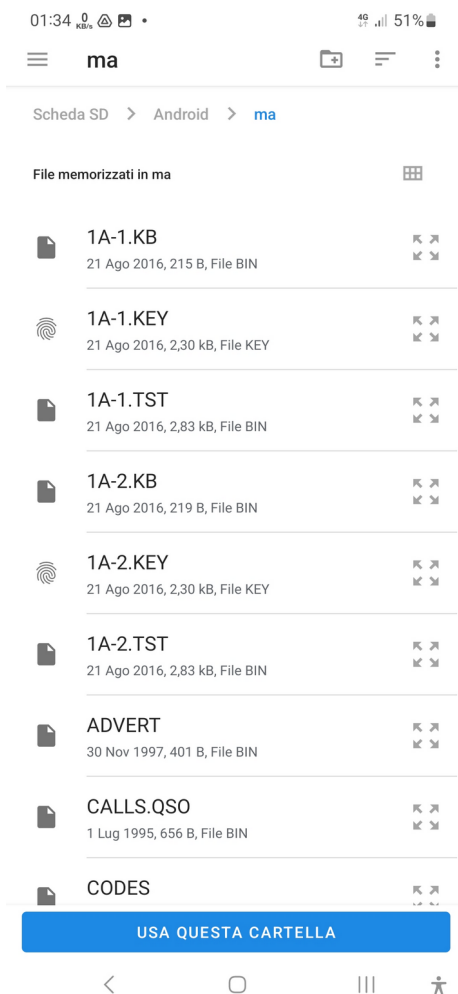 01:34 0 KB/s 4G 51%
ma
Scheda SD > Android > ma
File memorizzati in ma
1A-1.KB
21 Ago 2016, 215 B, File BIN
1A-1.KEY
21 Ago 2016, 2,30 kB, File KEY
1A-1.TST
21 Ago 2016, 2,83 kB, File BIN
1A-2.KB
21 Ago 2016, 219 B, File BIN
1A-2.KEY
21 Ago 2016, 2,30 kB, File KEY
1A-2.TST
21 Ago 2016, 2,83 kB, File BIN
ADVERT
30 Nov 1997, 401 B, File BIN
CALLS.QSO
1 Lug 1995, 656 B, File BIN
CODES
USA QUESTA CARTELLA